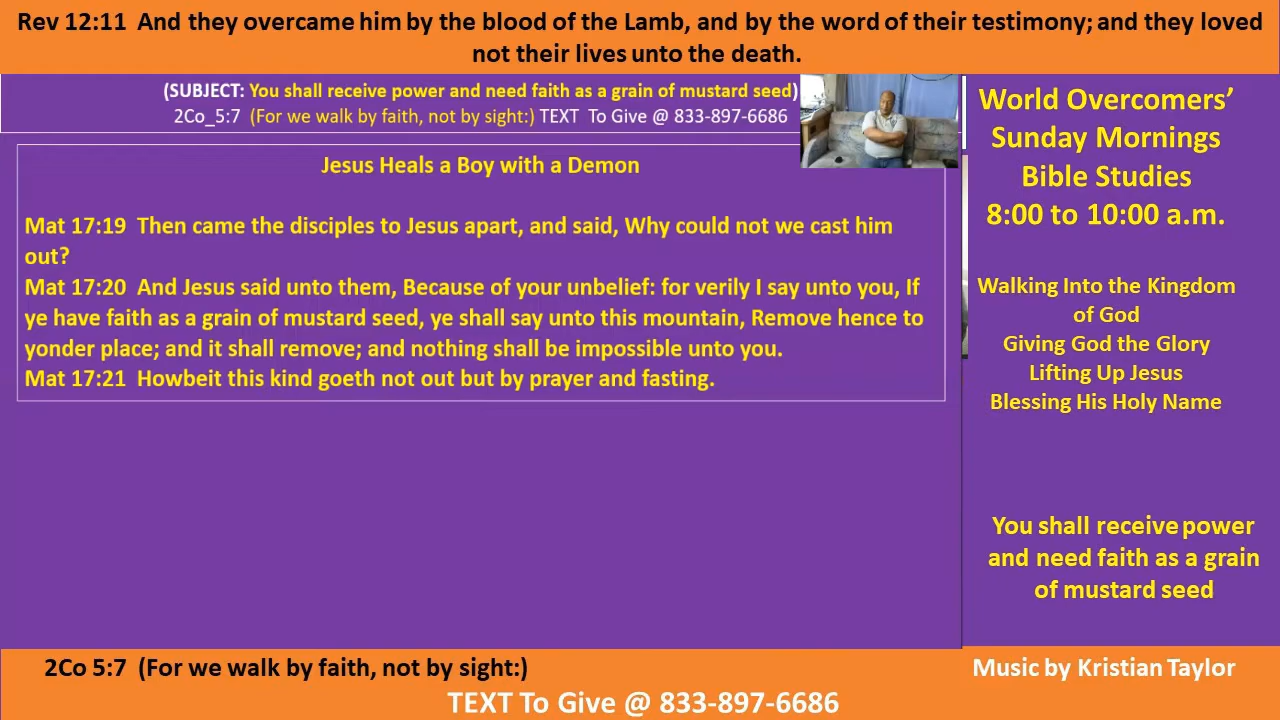 Rev 12:11 And they overcame him by the blood of the Lamb, and by the word of their testimony; and they loved
not their lives unto the death.
(SUBJECT: You shall receive power and need faith as a grain of mustard seed)
2Co_5:7 (For we walk by faith, not by sight:) TEXT To Give @ 833-897-6686
Jesus Heals a Boy with a Demon
Mat 17:19 Then came the disciples to Jesus apart, and said, Why could not we cast him
out?
Mat 17:20 And Jesus said unto them, Because of your unbelief: for verily I say unto you, If
ye have faith as a grain of mustard seed, ye shall say unto this mountain, Remove hence to
yonder place; and it shall remove; and nothing shall be impossible unto you.
Mat 17:21 Howbeit this kind goeth not out but by prayer and fasting.
World Overcomers’
Sunday Mornings
Bible Studies
8:00 to 10:00 a.m.
Walking Into the Kingdom
of God
Giving God the Glory
Lifting Up Jesus
Blessing His Holy Name
You shall receive power
and need faith as a grain
of mustard seed
2Co 5:7 (For we walk by faith, not by sight:)
Music by Kristian Taylor
TEXT To Give @ 833-897-6686